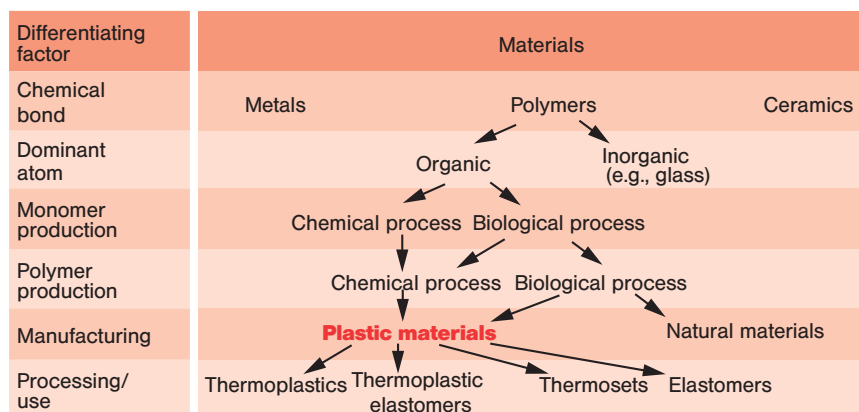 Differentiating
factor
Materials
Chemical
bond
Metals
Polymers
Ceramics
Dominant
atom
Organic
Inorganic
(e.g., glass)
Monomer
production
Chemical process
Biological process
Polymer
production
Chemical process
Biological process
Manufacturing
Plastic materials
Natural materials
Processing/
use
Thermoplastics
Thermoplastic
elastomers
Thermosets
Elastomers